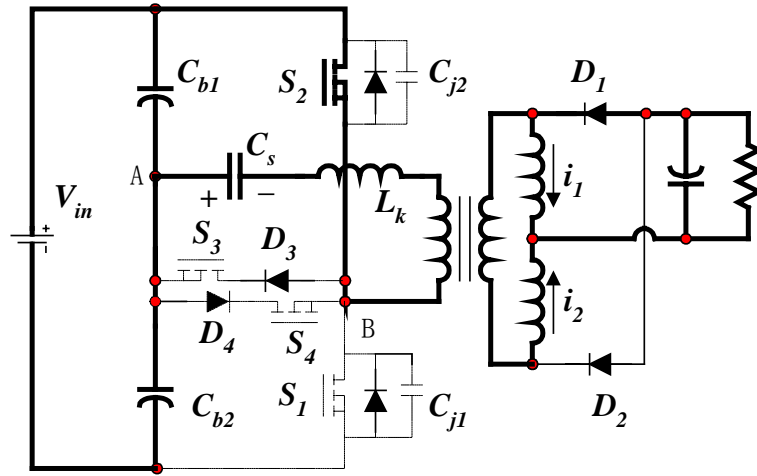 C_b1
S_2
C_j2
D_1
A
C_s
+
−
L_k
V_in
+
-
i_1
S_3
D_3
D_4
S_4
B
i_2
C_b2
S_1
C_j1
D_2